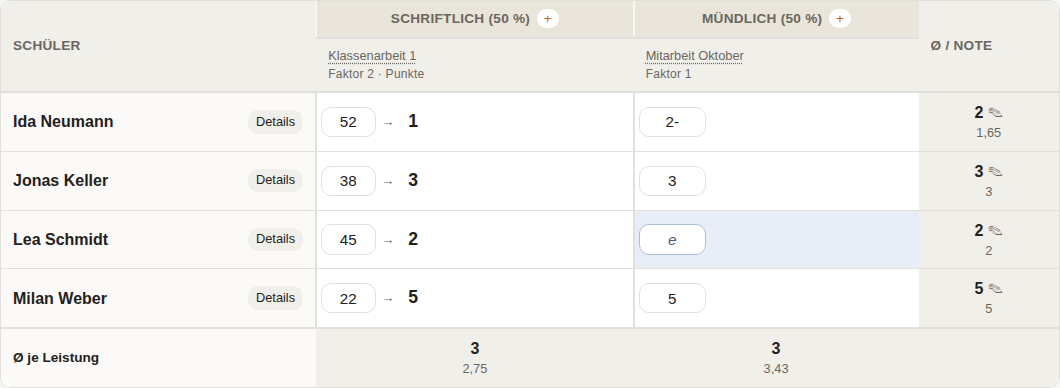 SCHÜLER SCHRIFTLICH (50 %) + MÜNDLICH (50 %) + Ø / NOTE
Klassenarbeit 1 Mitarbeit Oktober
Faktor 2 · Punkte Faktor 1
Ida Neumann Details 52 → 1 2- 2 ✎
1,65
Jonas Keller Details 38 → 3 3 3 ✎
3
Lea Schmidt Details 45 → 2 e 2 ✎
2
Milan Weber Details 22 → 5 5 5 ✎
5
Ø je Leistung 3 3
2,75 3,43